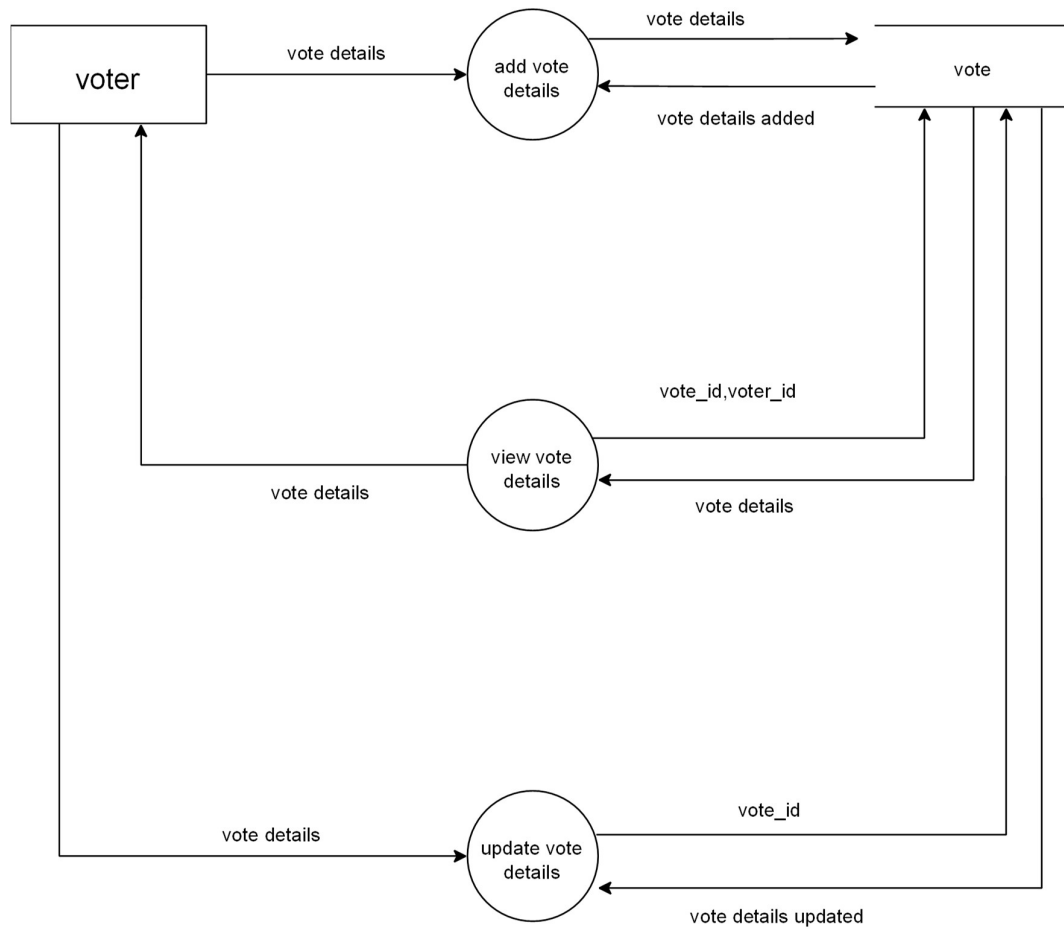 vote details
vote details
voter
add vote
details
vote
vote details added
vote_id,voter_id
view vote
details
vote details
vote details
vote_id
vote details
update vote
details
vote details updated